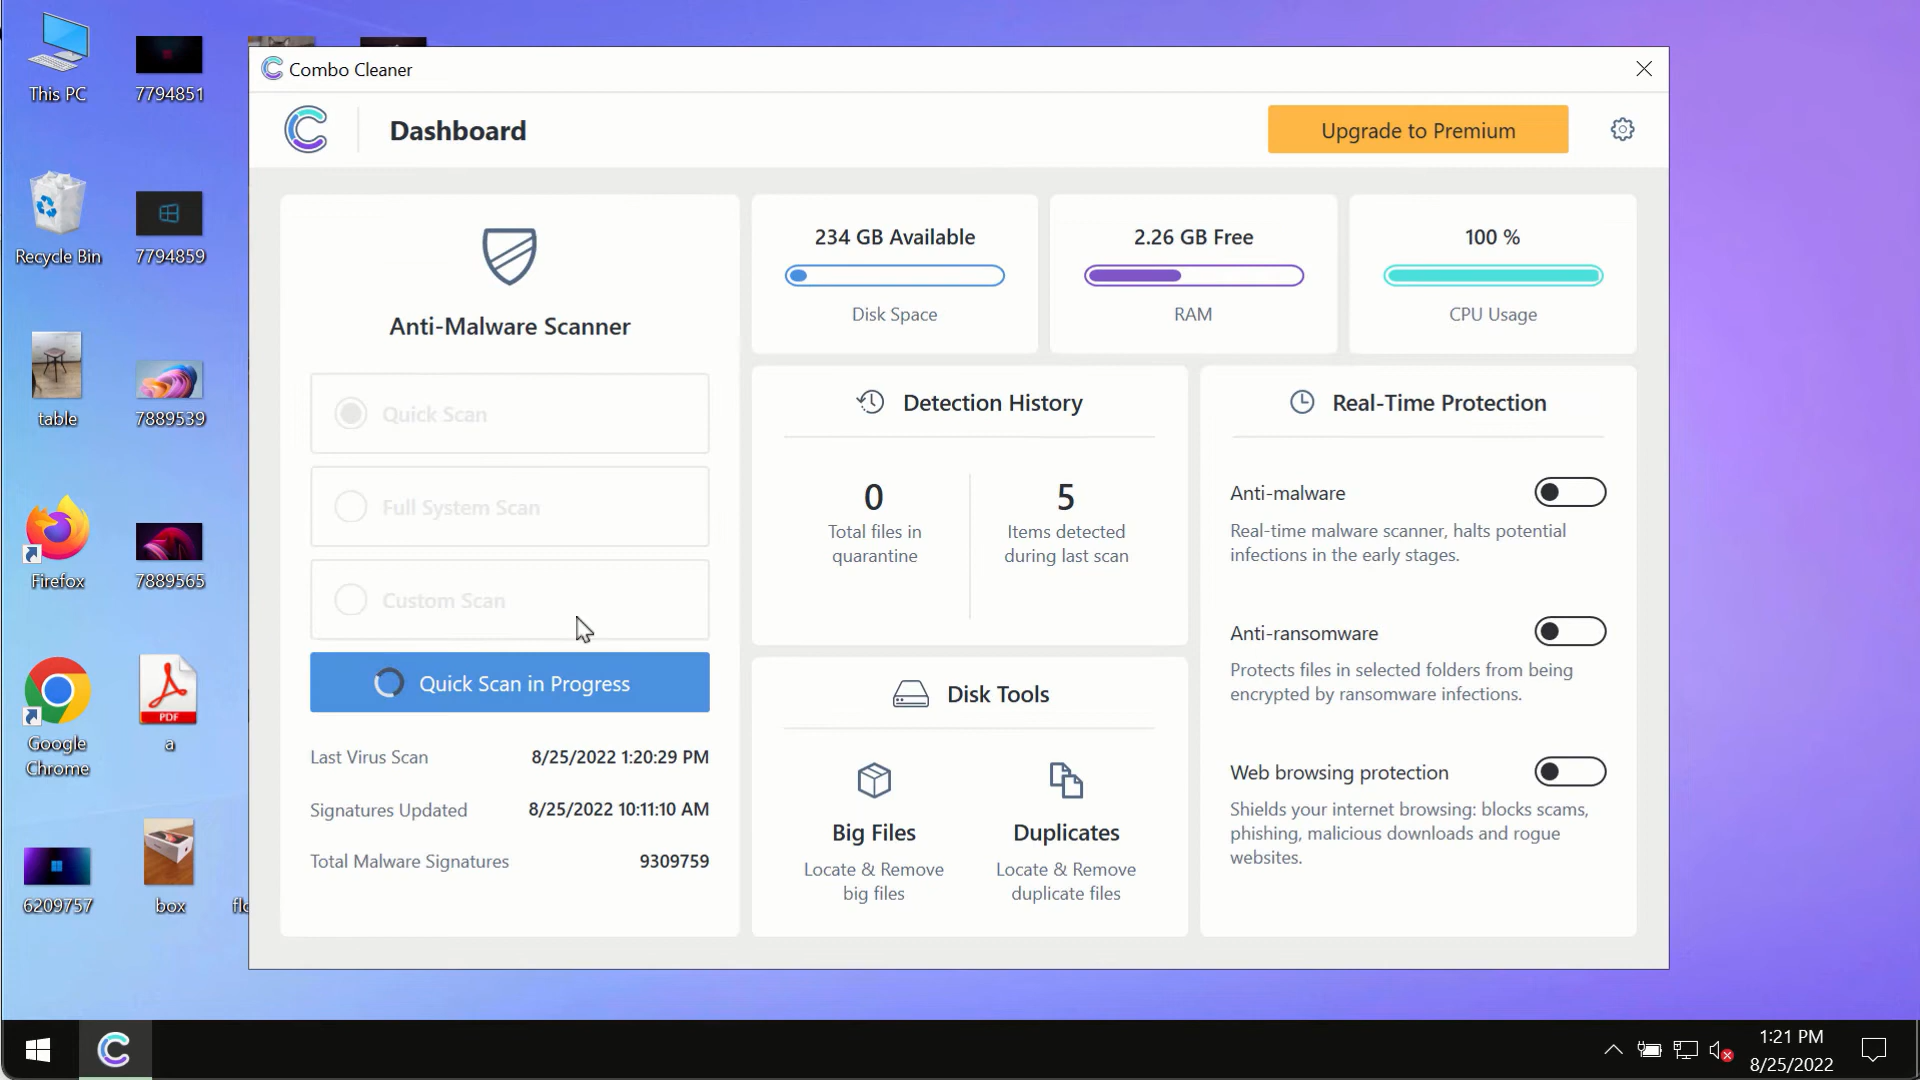 This PC
7794851
Recycle Bin
7794859
table
7889539
Firefox
7889565
Google
Chrome
PDF
a
6209757
box
Combo Cleaner
Dashboard
Upgrade to Premium
Anti-Malware Scanner
Quick Scan
Full System Scan
Custom Scan
Quick Scan in Progress
Last Virus Scan 8/25/2022 1:20:29 PM
Signatures Updated 8/25/2022 10:11:10 AM
Total Malware Signatures 9309759
234 GB Available
Disk Space
2.26 GB Free
RAM
100 %
CPU Usage
Detection History
0
Total files in
quarantine
5
Items detected
during last scan
Disk Tools
Big Files
Locate & Remove
big files
Duplicates
Locate & Remove
duplicate files
Real-Time Protection
Anti-malware
Real-time malware scanner, halts potential
infections in the early stages.
Anti-ransomware
Protects files in selected folders from being
encrypted by ransomware infections.
Web browsing protection
Shields your internet browsing: blocks scams,
phishing, malicious downloads and rogue
websites.
1:21 PM
8/25/2022